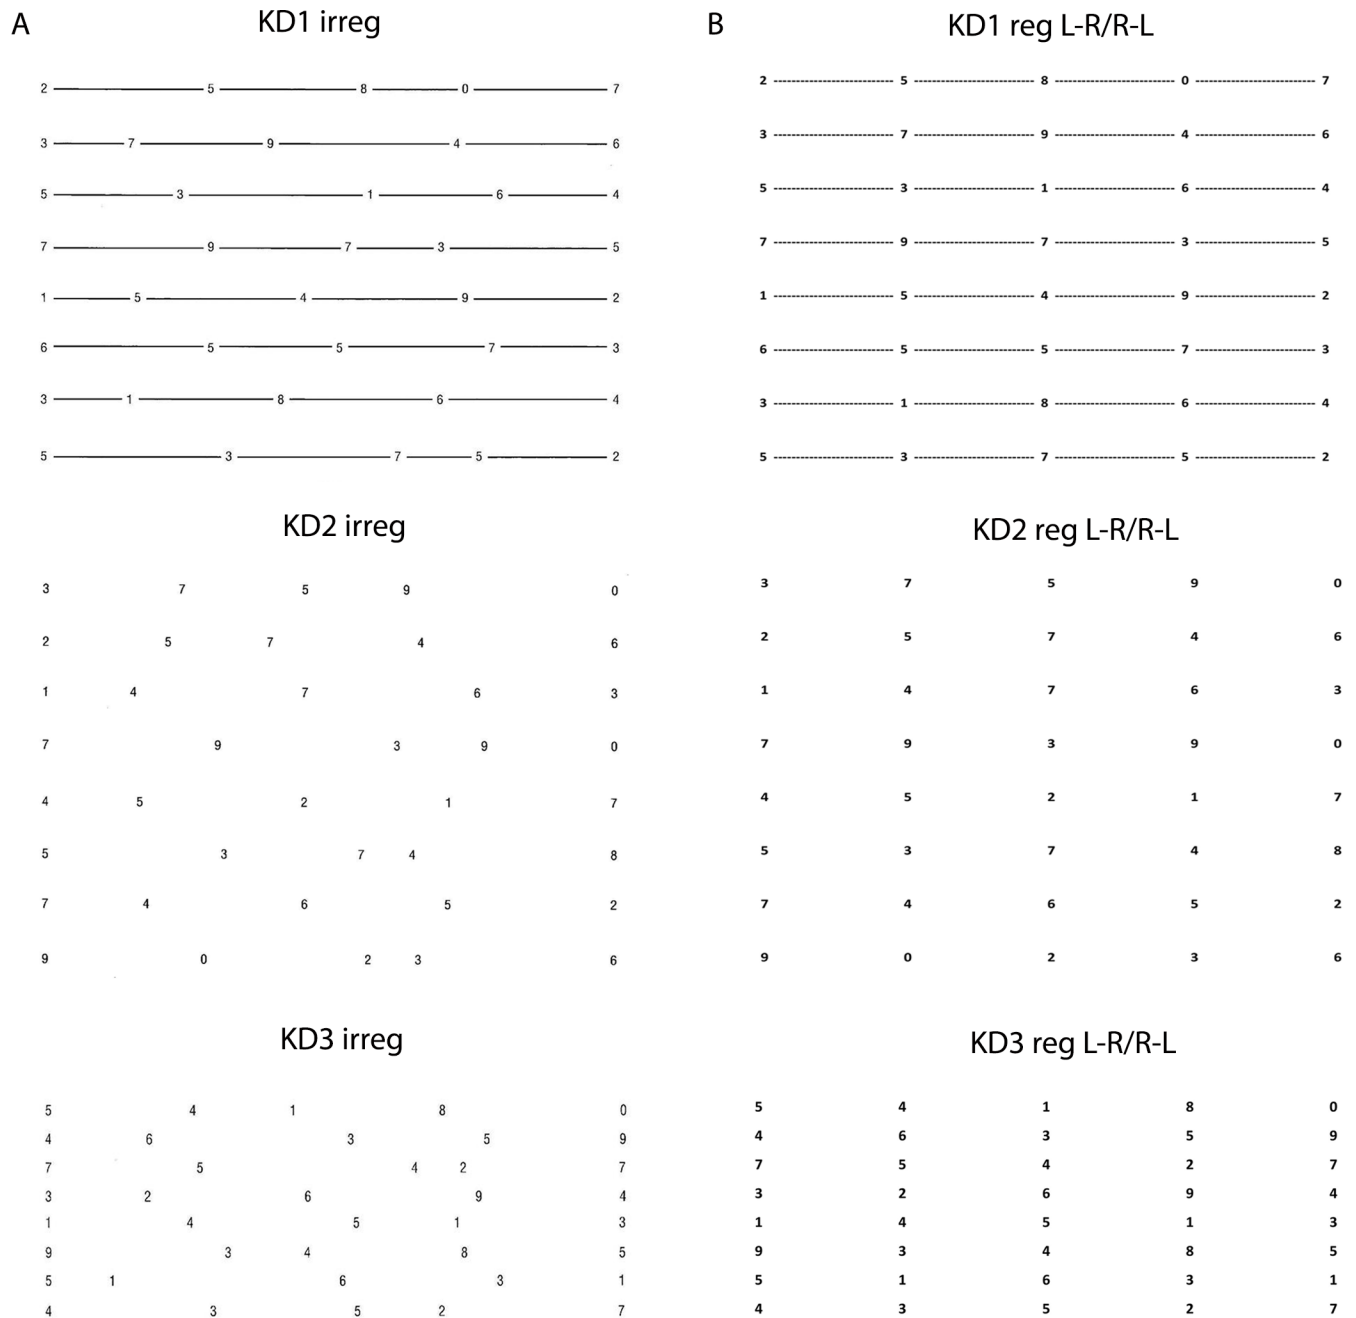 A
KD1 irreg
2 5 8 0 7
3 7 9 4 6
5 3 1 6 4
7 9 7 3 5
1 5 4 9 2
6 5 5 7 3
3 1 8 6 4
5 3 7 5 2
KD2 irreg
3 7 5 9 0
2 5 7 4 6
1 4 7 6 3
7 9 3 9 0
4 5 2 1 7
5 3 7 4 8
7 4 6 5 2
9 0 2 3 6
KD3 irreg
5 4 1 8 0
4 6 3 5 9
7 5 4 2 7
3 2 6 9 4
1 4 5 1 3
9 3 4 8 5
5 1 6 3 1
4 3 5 2 7
B
KD1 reg L-R/R-L
2 5 8 0 7
3 7 9 4 6
5 3 1 6 4
7 9 7 3 5
1 5 4 9 2
6 5 5 7 3
3 1 8 6 4
5 3 7 5 2
KD2 reg L-R/R-L
3 7 5 9 0
2 5 7 4 6
1 4 7 6 3
7 9 3 9 0
4 5 2 1 7
5 3 7 4 8
7 4 6 5 2
9 0 2 3 6
KD3 reg L-R/R-L
5 4 1 8 0
4 6 3 5 9
7 5 4 2 7
3 2 6 9 4
1 4 5 1 3
9 3 4 8 5
5 1 6 3 1
4 3 5 2 7